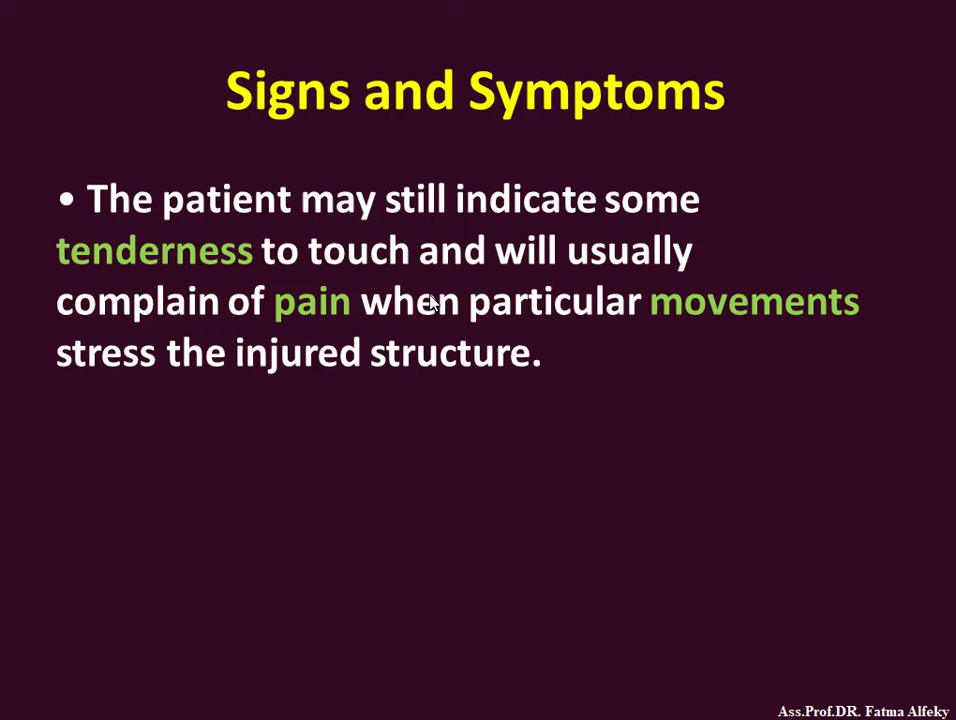 Signs and Symptoms
• The patient may still indicate some
tenderness to touch and will usually
complain of pain when particular movements
stress the injured structure.
Ass.Prof.DR. Fatma Alfeky